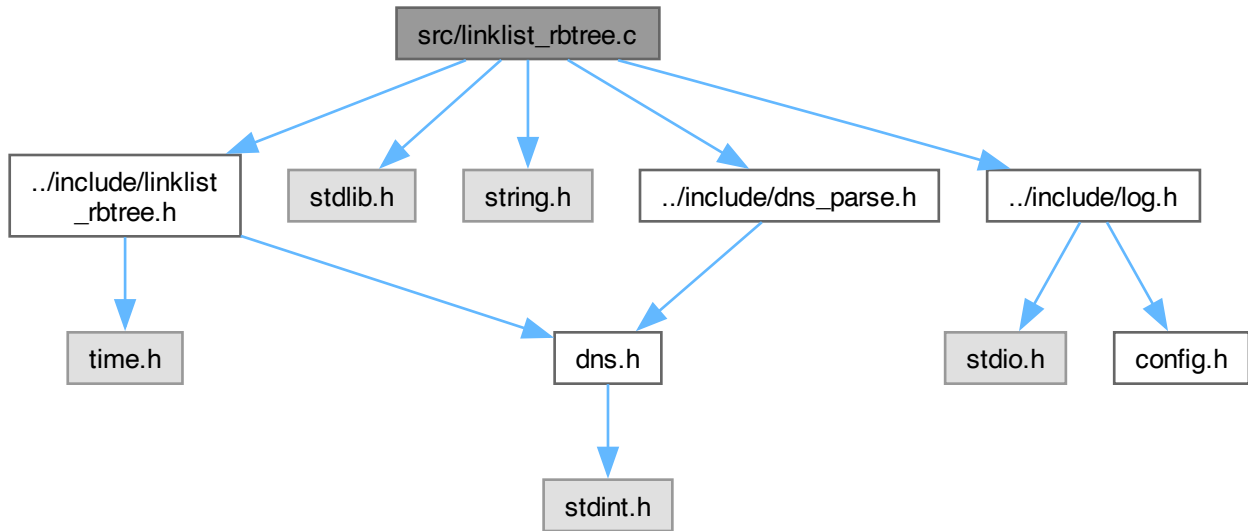 src/linklist_rbtree.c
../include/linklist
_rbtree.h
stdlib.h
string.h
../include/dns_parse.h
../include/log.h
time.h
dns.h
stdio.h
config.h
stdint.h